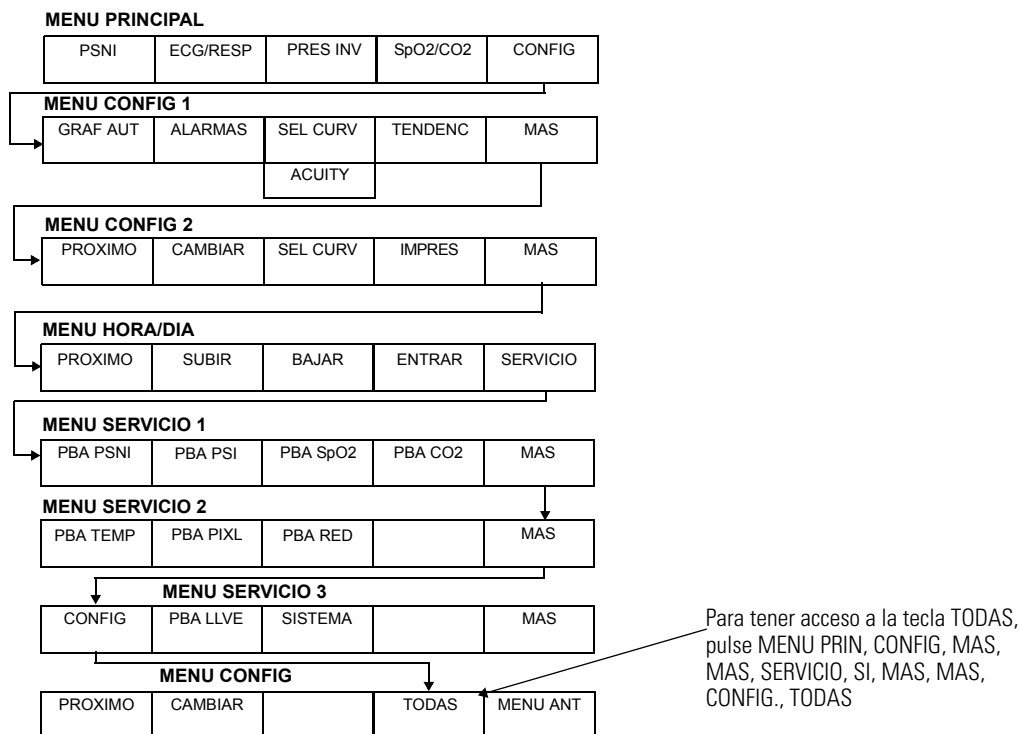 MENU PRINCIPAL
PSNI ECG/RESP PRES INV SpO2/CO2 CONFIG
MENU CONFIG 1
GRAF AUT ALARMAS SEL CURV TENDENC MAS
ACUITY
MENU CONFIG 2
PROXIMO CAMBIAR SEL CURV IMPRES MAS
MENU HORA/DIA
PROXIMO SUBIR BAJAR ENTRAR SERVICIO
MENU SERVICIO 1
PBA PSNI PBA PSI PBA SpO2 PBA CO2 MAS
MENU SERVICIO 2
PBA TEMP PBA PIXL PBA RED MAS
MENU SERVICIO 3
CONFIG PBA LLVE SISTEMA MAS
MENU CONFIG
PROXIMO CAMBIAR TODAS MENU ANT
Para tener acceso a la tecla TODAS,
pulse MENU PRIN, CONFIG, MAS,
MAS, SERVICIO, SI, MAS, MAS,
CONFIG., TODAS